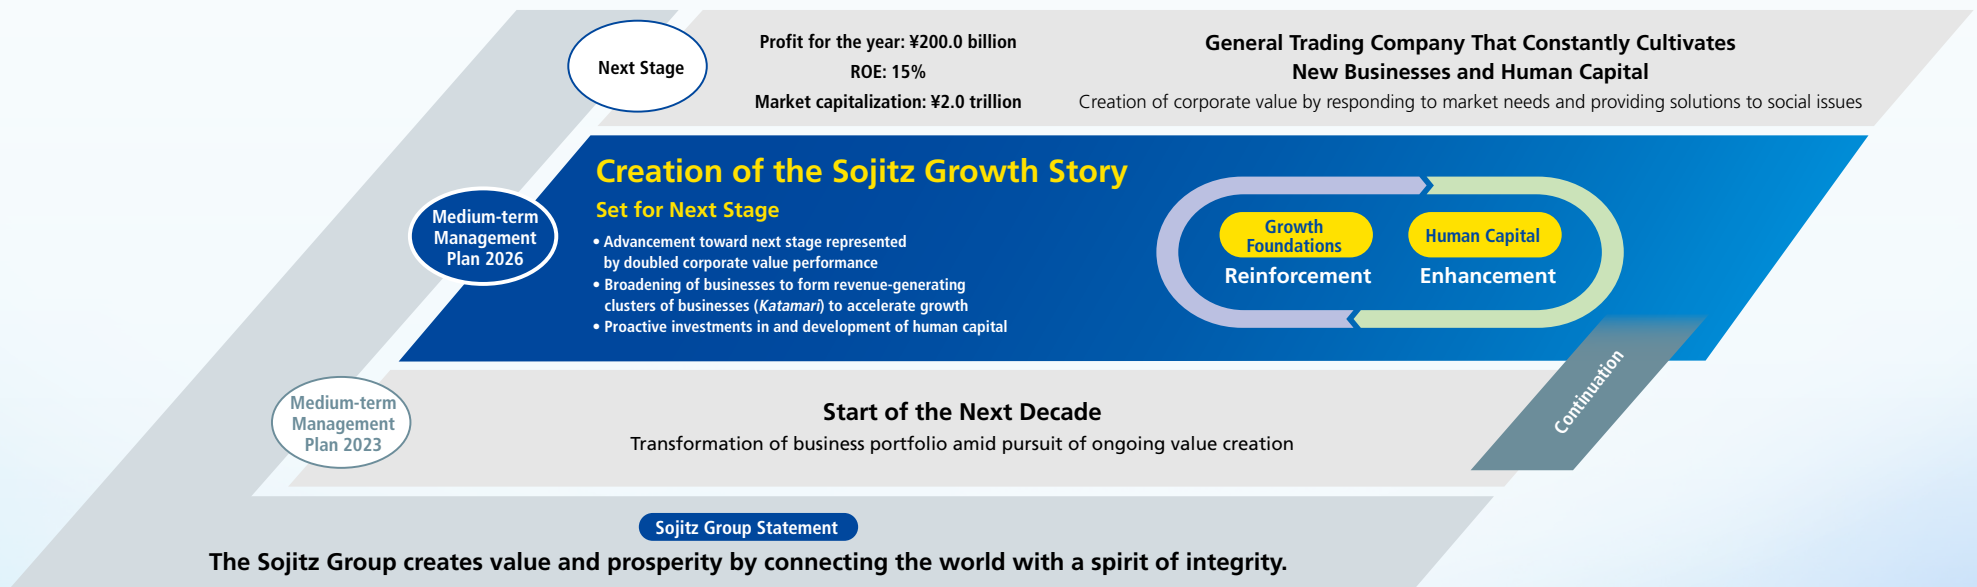 Next Stage
Profit for the year: ¥200.0 billion
ROE: 15%
Market capitalization: ¥2.0 trillion
General Trading Company That Constantly Cultivates
New Businesses and Human Capital
Creation of corporate value by responding to market needs and providing solutions to social issues
Medium-term
Management
Plan 2026
Creation of the Sojitz Growth Story
Set for Next Stage
• Advancement toward next stage represented
by doubled corporate value performance
• Broadening of businesses to form revenue-generating
clusters of businesses (Katamari) to accelerate growth
• Proactive investments in and development of human capital
Growth
Foundations
Reinforcement
Human Capital
Enhancement
Medium-term
Management
Plan 2023
Start of the Next Decade
Transformation of business portfolio amid pursuit of ongoing value creation
Continuation
Sojitz Group Statement
The Sojitz Group creates value and prosperity by connecting the world with a spirit of integrity.